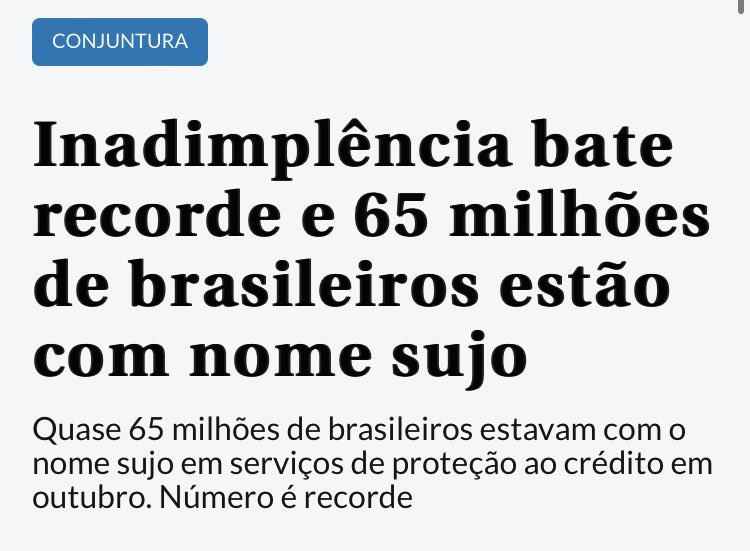 CONJUNTURA
Inadimplência bate
recorde e 65 milhões
de brasileiros estão
com nome sujo
Quase 65 milhões de brasileiros estavam com o
nome sujo em serviços de proteção ao crédito em
outubro. Número é recorde